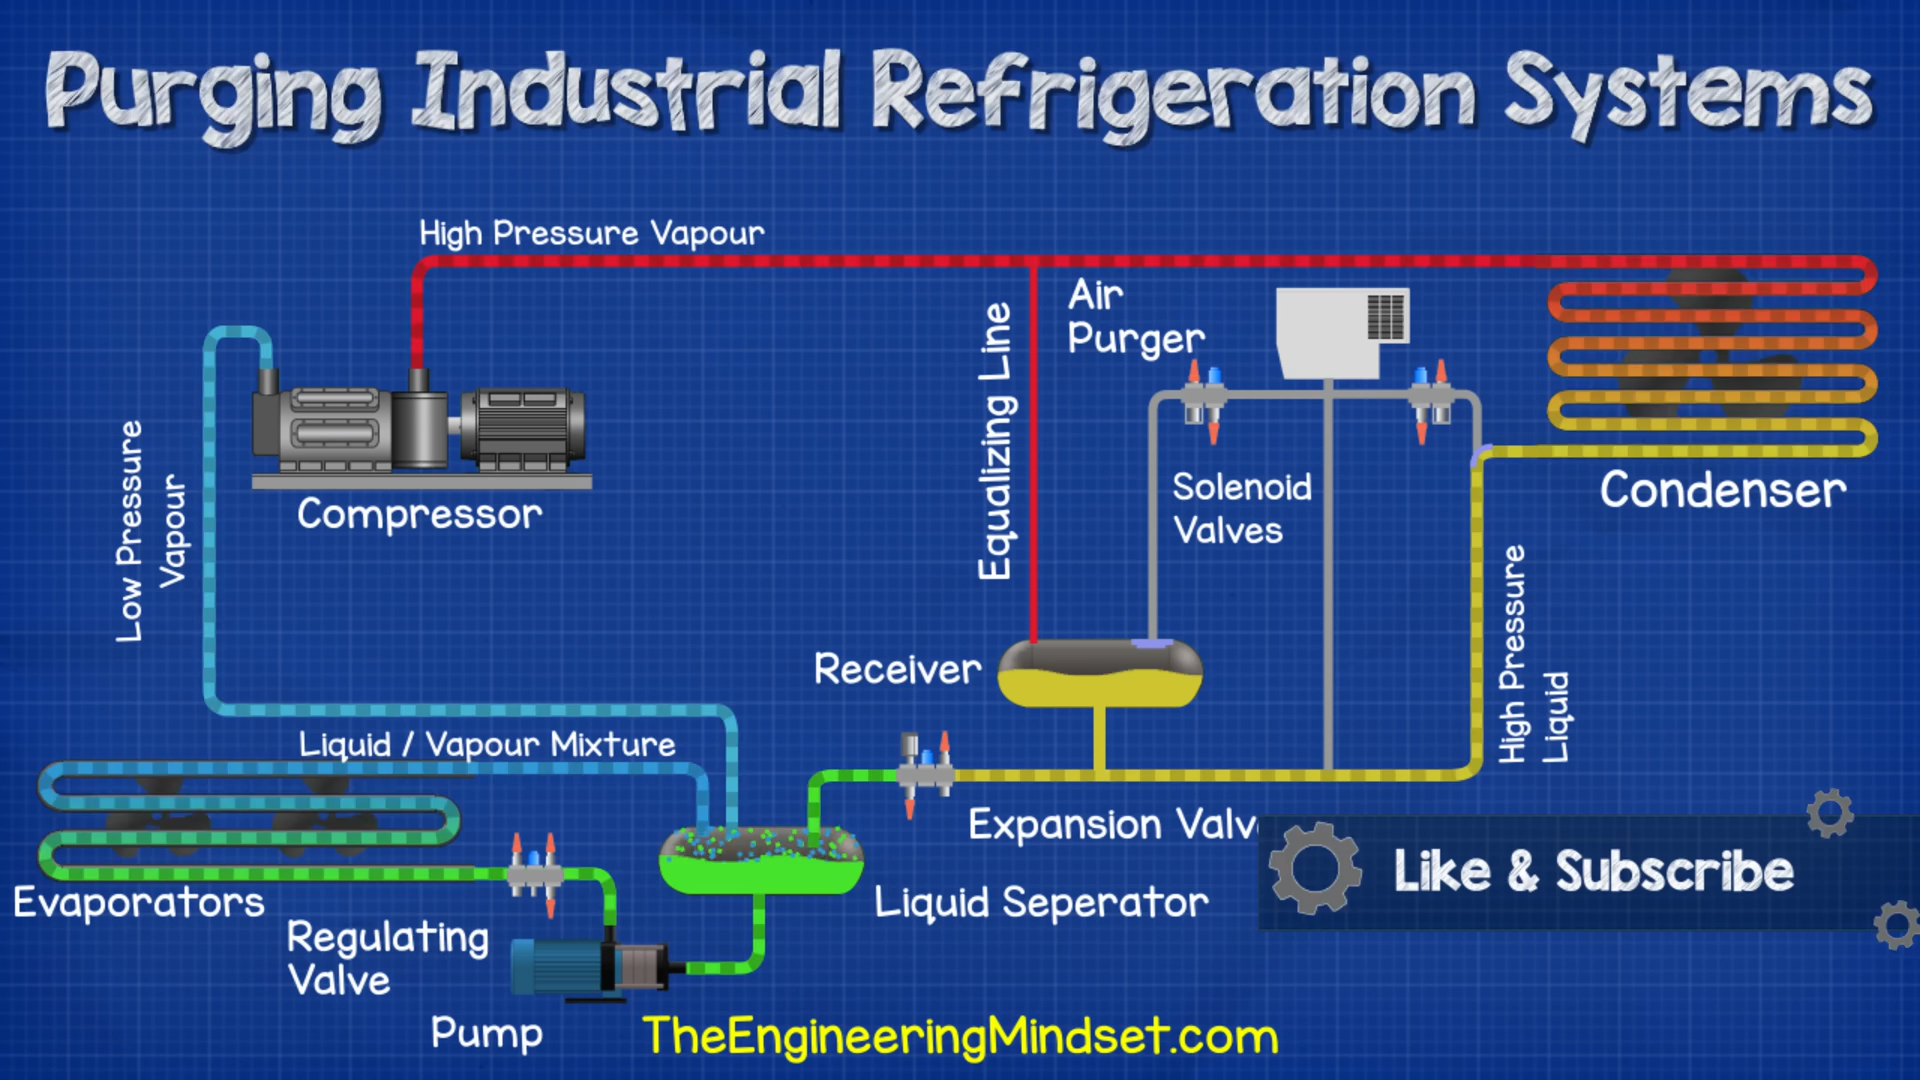 Purging Industrial Refrigeration Systems
High Pressure Vapour
Air
Purger
Equalizing Line
Low Pressure
Vapour
Compressor
Solenoid
Valves
Condenser
High Pressure
Liquid
Receiver
Liquid / Vapour Mixture
Expansion Valv
Like & Subscribe
Evaporators
Liquid Seperator
Regulating
Valve
Pump
TheEngineeringMindset.com